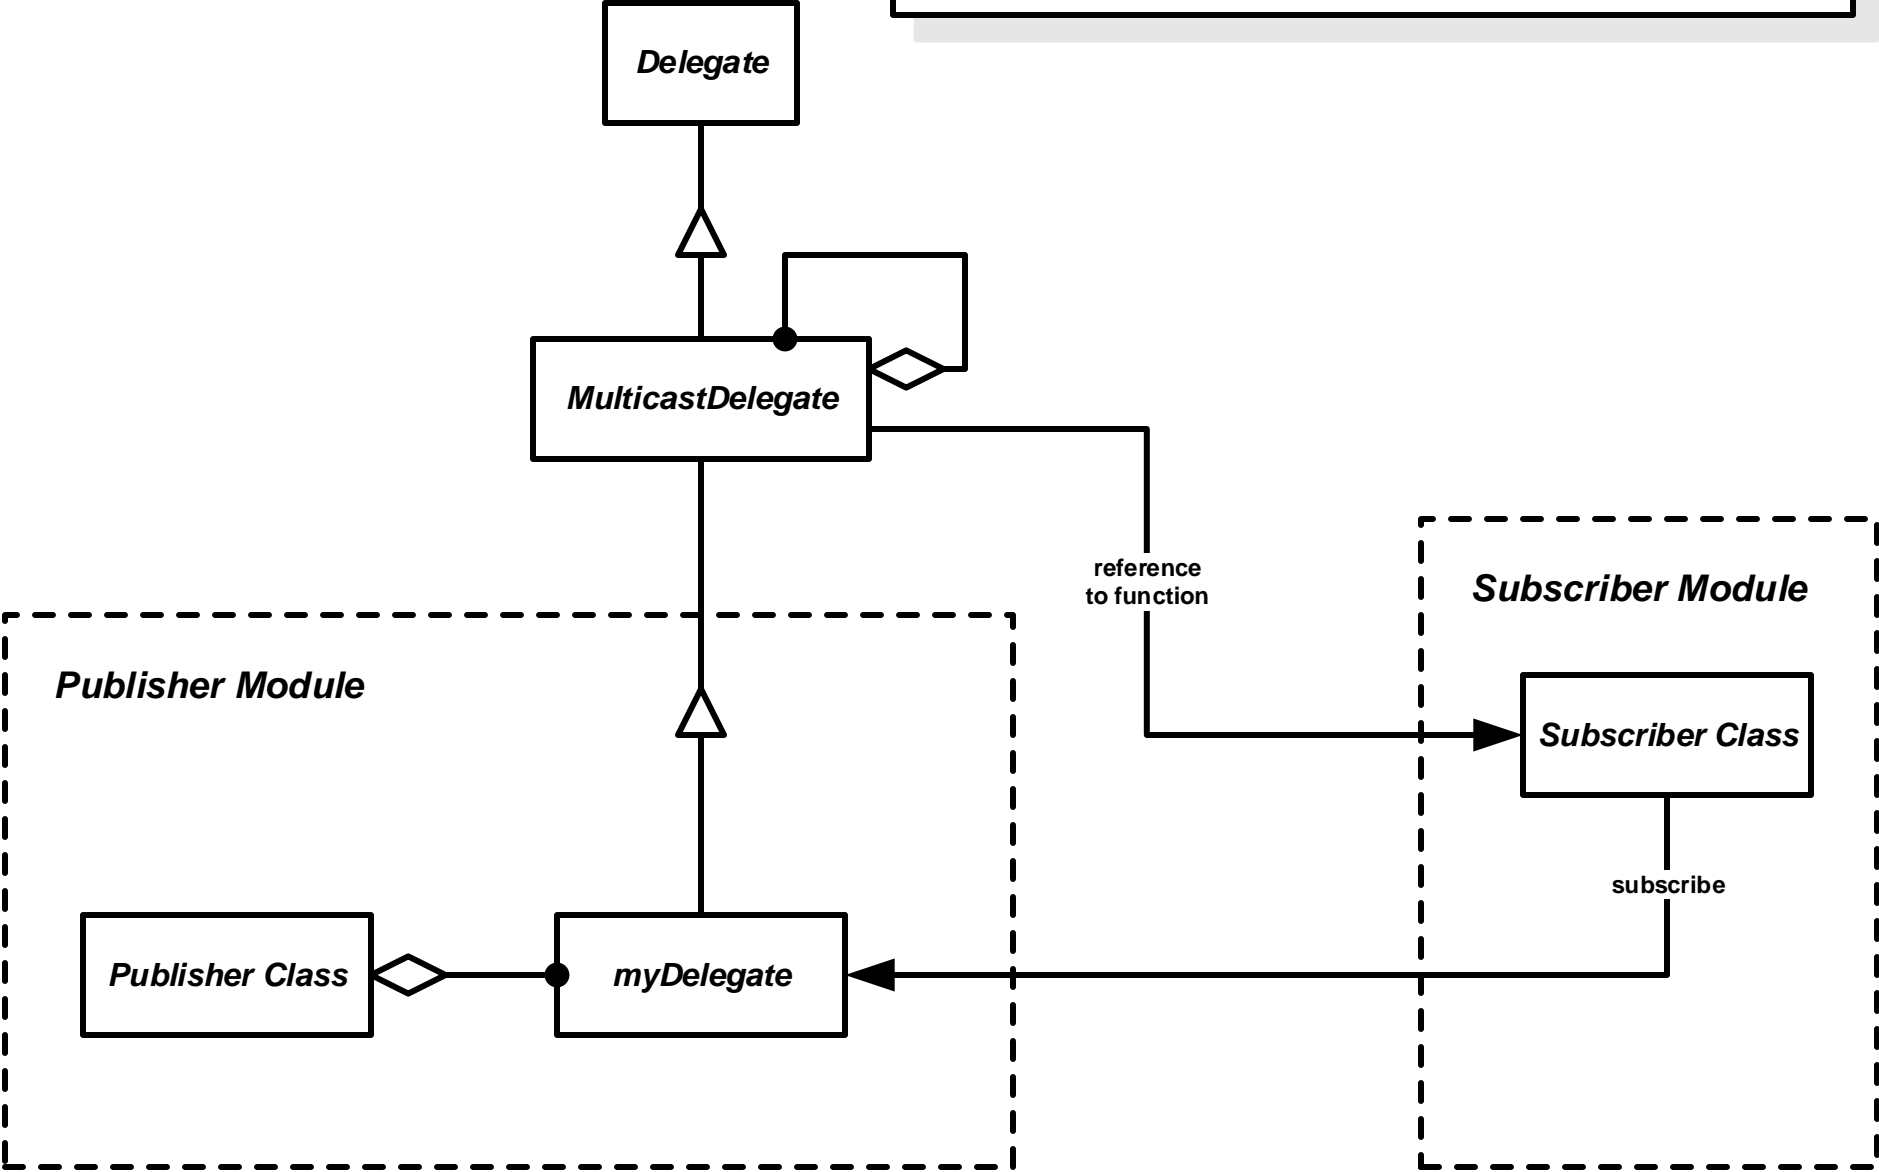 Delegate
MulticastDelegate
reference
to function
Subscriber Module
Publisher Module
Subscriber Class
subscribe
Publisher Class
myDelegate